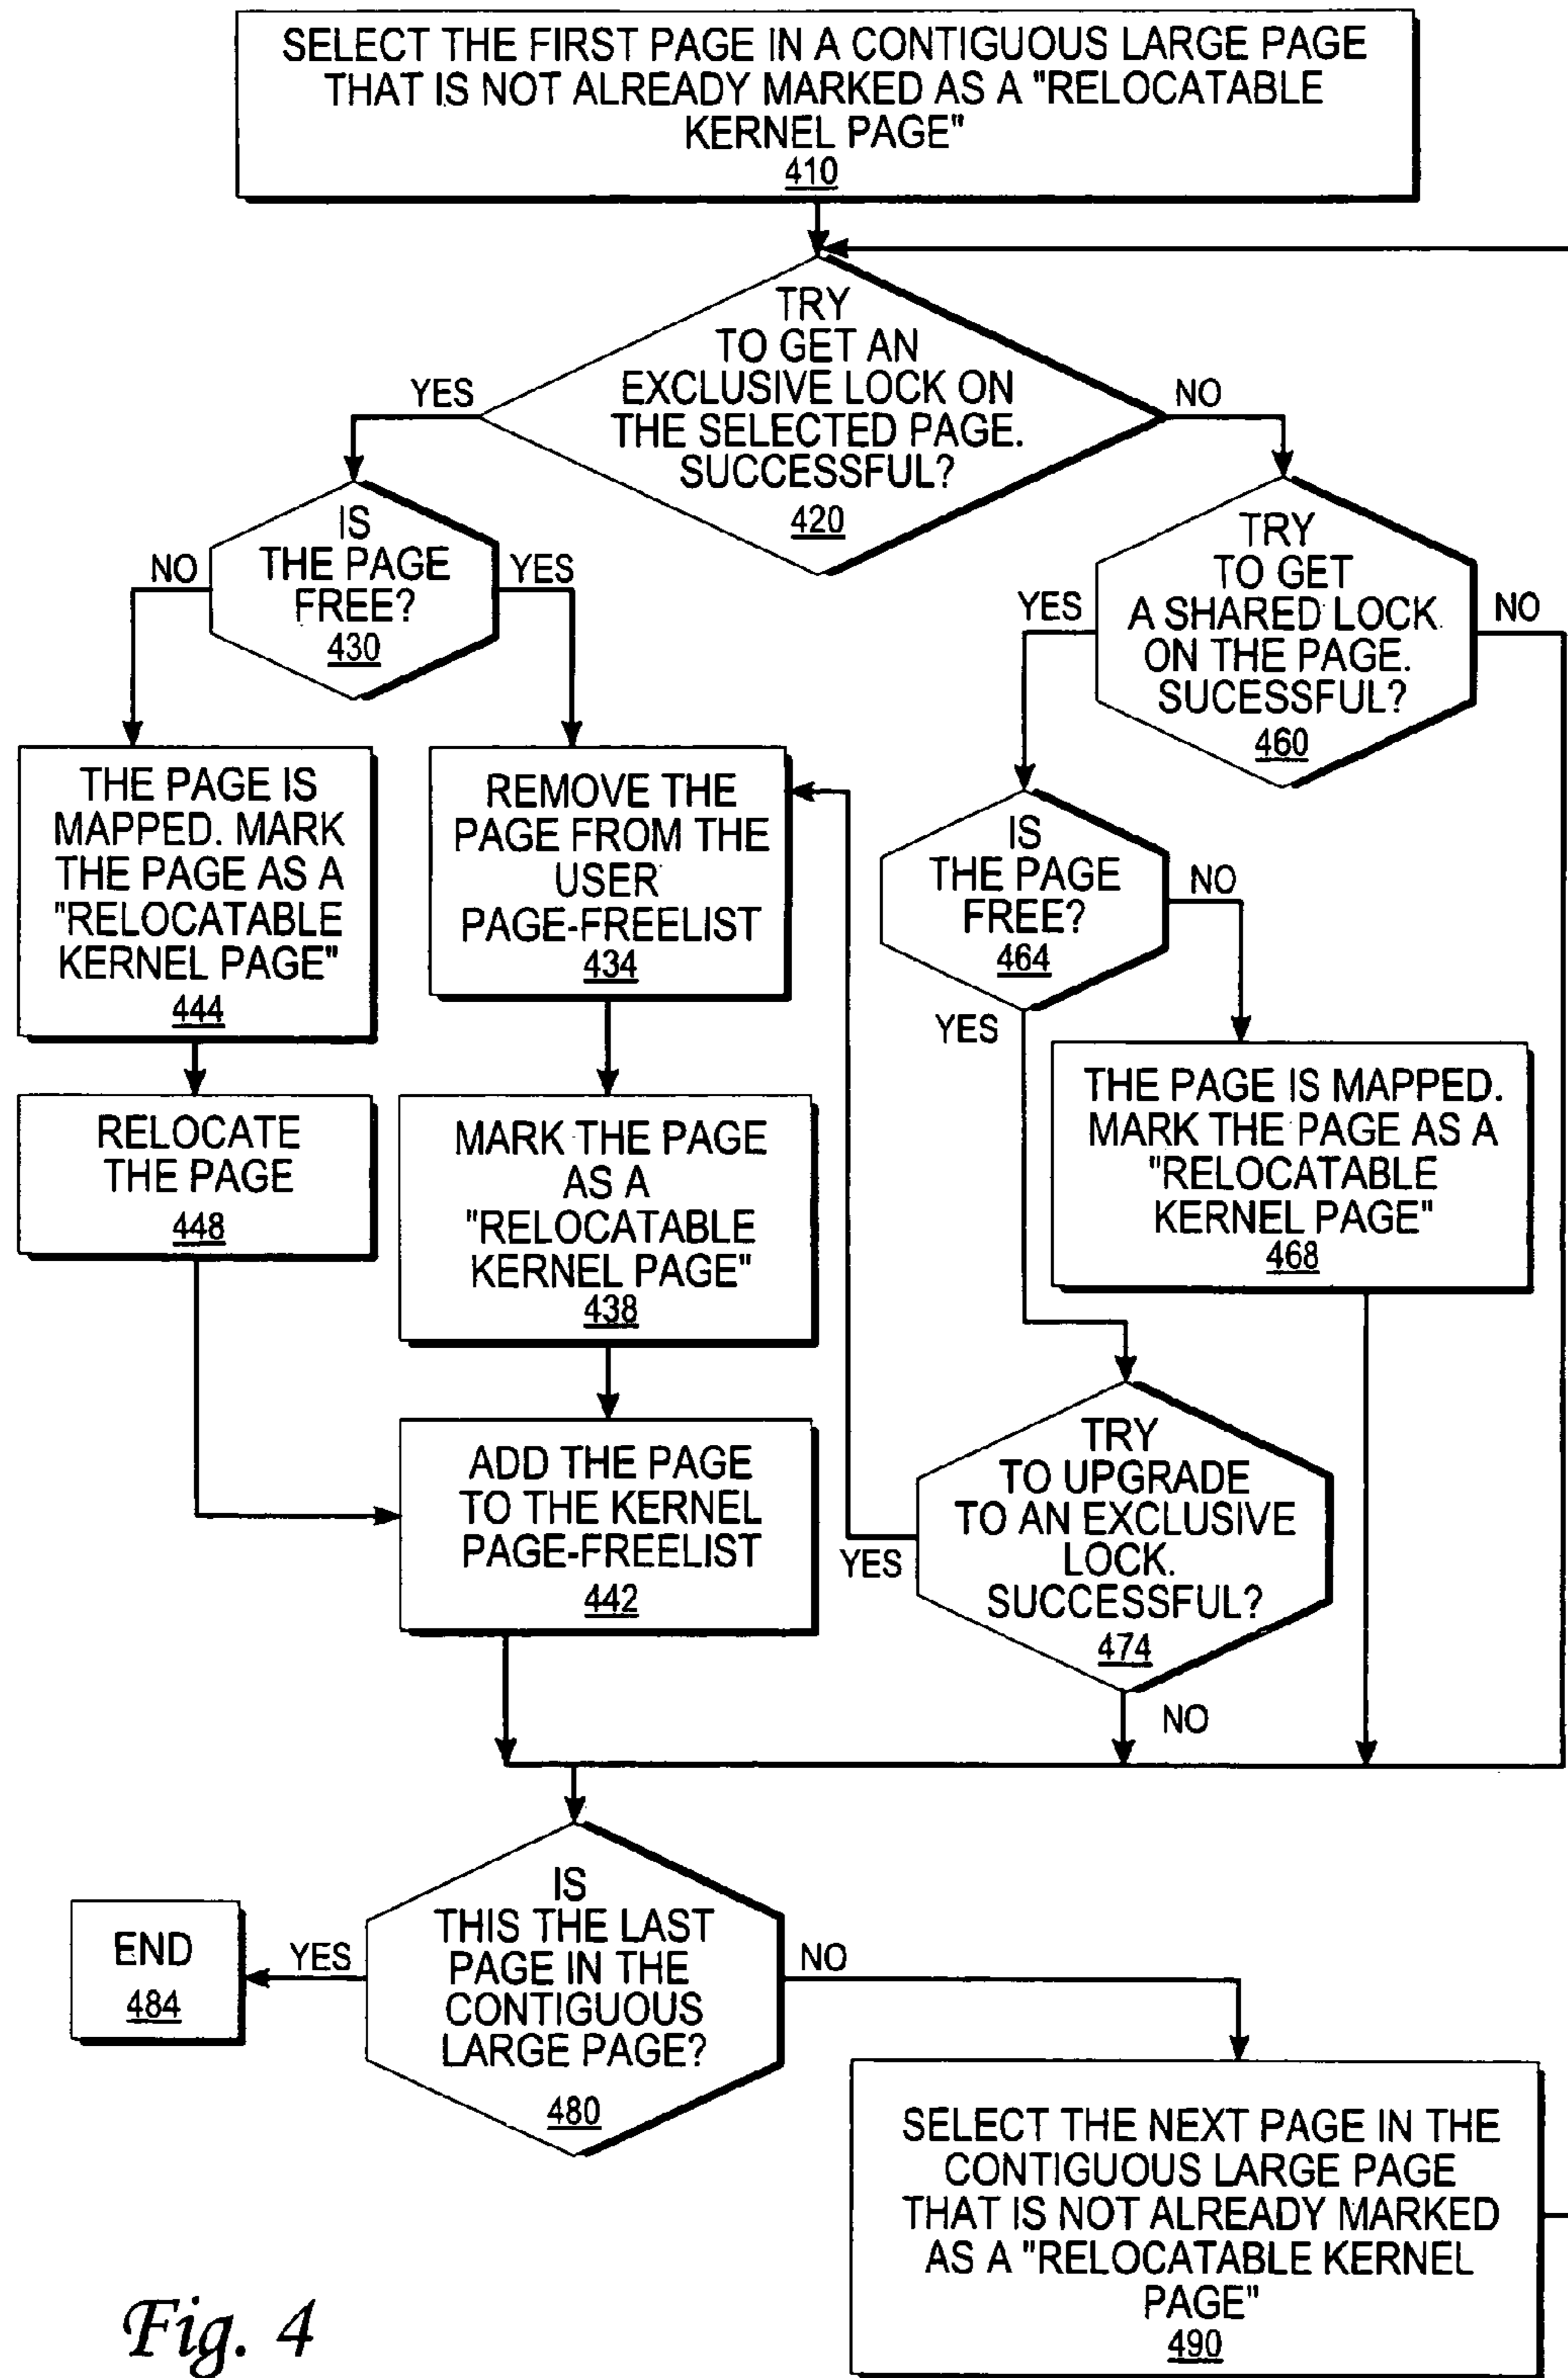 SELECT THE FIRST PAGE IN A CONTIGUOUS LARGE PAGE
THAT IS NOT ALREADY MARKED AS A "RELOCATABLE
KERNEL PAGE"
410
TRY
TO GET AN
EXCLUSIVE LOCK ON
THE SELECTED PAGE.
SUCCESSFUL?
420
YES
NO
IS
THE PAGE
FREE?
430
NO
YES
TRY
TO GET
A SHARED LOCK
ON THE PAGE.
SUCESSFUL?
460
YES
NO
THE PAGE IS
MAPPED. MARK
THE PAGE AS A
"RELOCATABLE
KERNEL PAGE"
444
REMOVE THE
PAGE FROM THE
USER
PAGE-FREELIST
434
IS
THE PAGE
FREE?
464
NO
YES
RELOCATE
THE PAGE
448
MARK THE PAGE
AS A
"RELOCATABLE
KERNEL PAGE"
438
THE PAGE IS MAPPED.
MARK THE PAGE AS A
"RELOCATABLE
KERNEL PAGE"
468
ADD THE PAGE
TO THE KERNEL
PAGE-FREELIST
442
TRY
TO UPGRADE
TO AN EXCLUSIVE
LOCK.
SUCCESSFUL?
474
YES
NO
IS
THIS THE LAST
PAGE IN THE
CONTIGUOUS
LARGE PAGE?
480
YES
NO
END
484
SELECT THE NEXT PAGE IN THE
CONTIGUOUS LARGE PAGE
THAT IS NOT ALREADY MARKED
AS A "RELOCATABLE KERNEL
PAGE"
490
Fig. 4